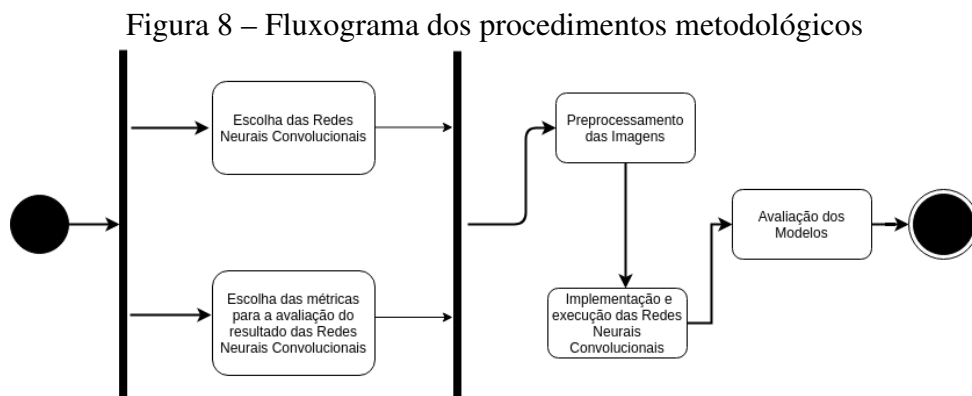 Figura 8 – Fluxograma dos procedimentos metodológicos
Escolha das Redes
Neurais Convolucionais
Escolha das métricas
para a avaliação do
resultado das Redes
Neurais Convolucionais
Preprocessamento
das Imagens
Implementação e
execução das Redes
Neurais
Convolucionais
Avaliação dos
Modelos